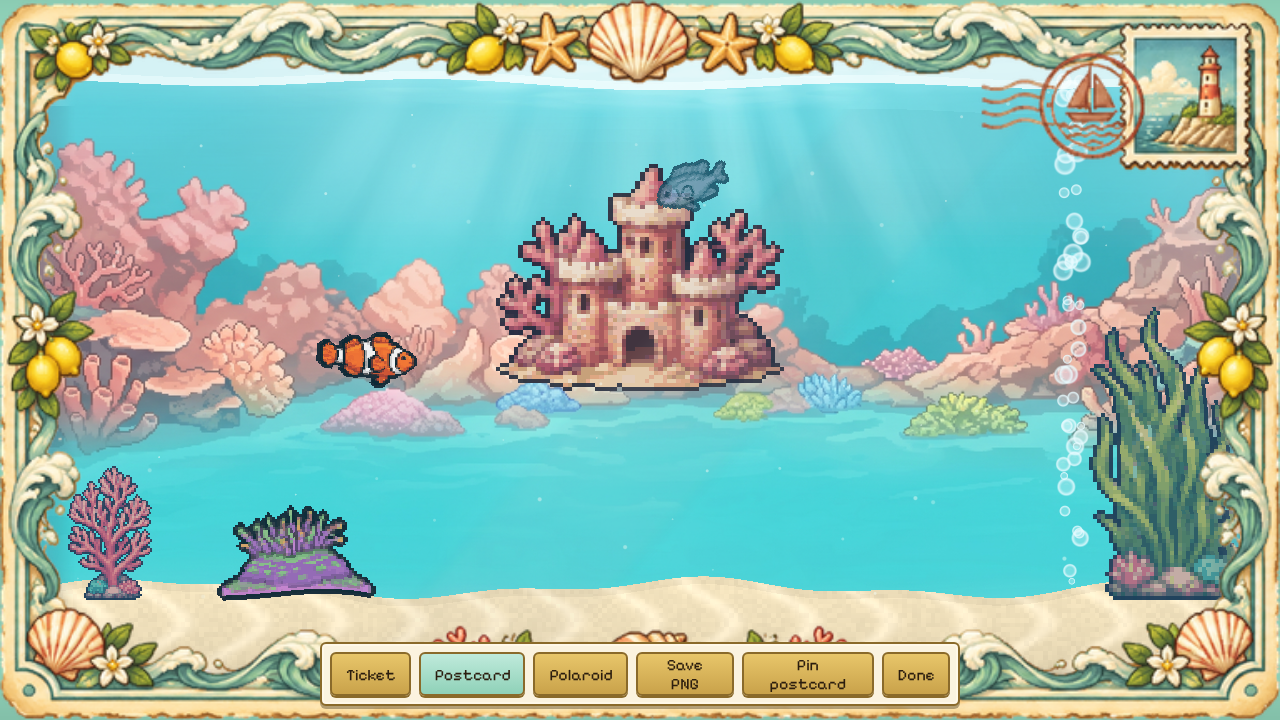 Ticket
Postcard
Polaroid
Save
PNG
Pin
postcard
Done